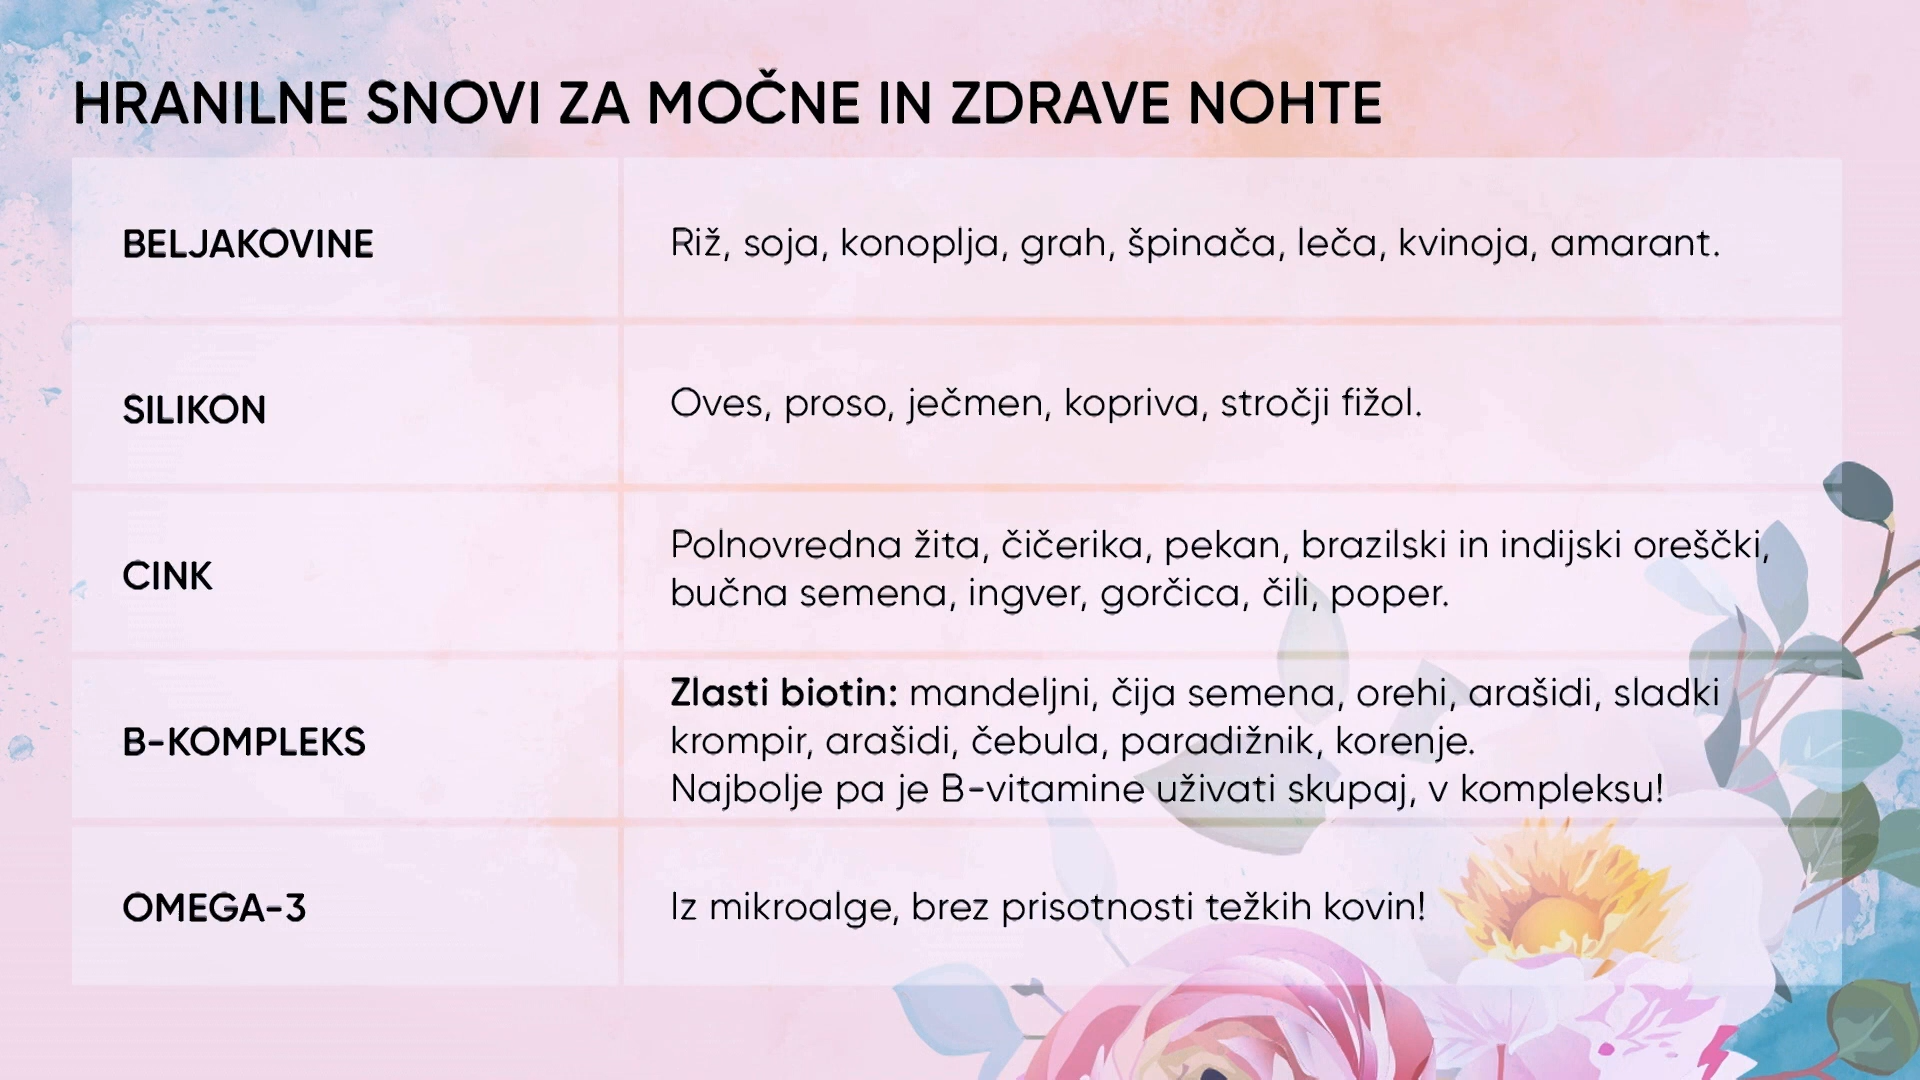 HRANILNE SNOVI ZA MOČNE IN ZDRAVE NOHTE
BELJAKOVINE
Riž, soja, konoplja, grah, špinača, leča, kvinoja, amarant.
SILIKON
Oves, proso, ječmen, kopriva, stročji fižol.
CINK
Polnovredna žita, čičerika, pekan, brazilski in indijski oreščki,
bučna semena, ingver, gorčica, čili, poper.
B-KOMPLEKS
Zlasti biotin: mandeljni, čija semena, orehi, arašidi, sladki
krompir, arašidi, čebula, paradižnik, korenje.
Najbolje pa je B-vitamine uživati skupaj, v kompleksu!
OMEGA-3
Iz mikroalge, brez prisotnosti težkih kovin!